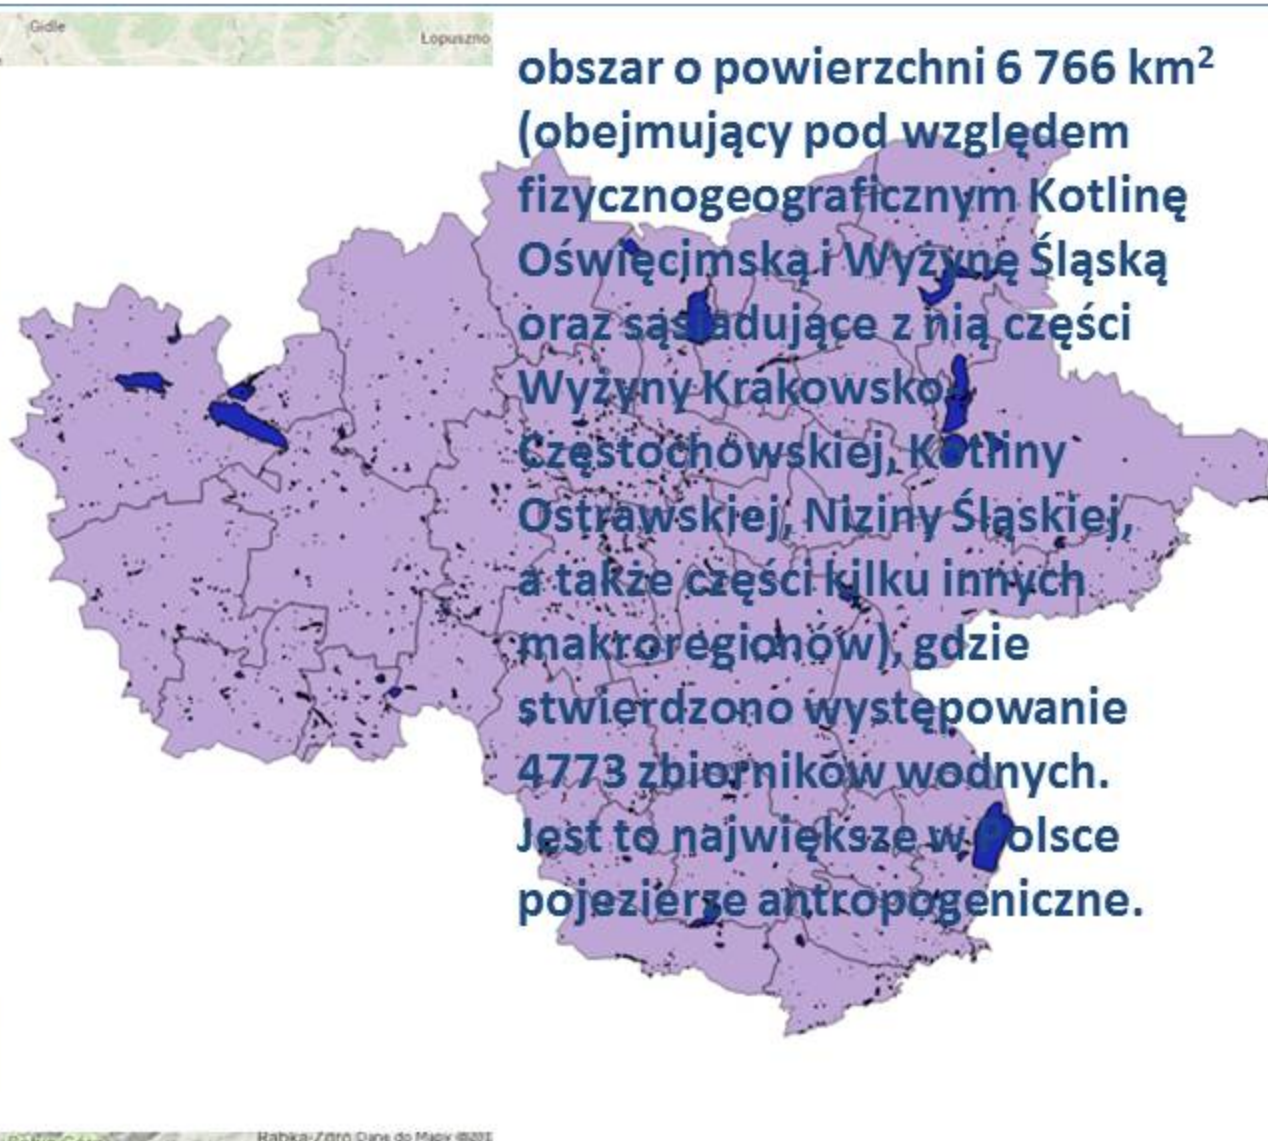 Gidle
Łopuszno
obszar o powierzchni 6 766 km²
(obejmujący pod względem
fizycznogeograficznym Kotlinę
Oświęcimską i Wyżynę Śląską
oraz sąsiadujące z nią części
Wyżyny Krakowsko
Częstochowskiej, Kotliny
Ostrawskiej, Niziny Śląskiej,
a także części kilku innych
makroregionów), gdzie
stwierdzono występowanie
4773 zbiorników wodnych.
Jest to największe w Polsce
pojezierze antropogeniczne.
Rabka-Zdrój Dane do Mapy ©201